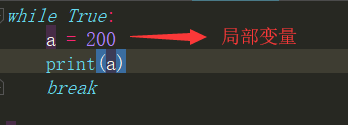 while True:
    a = 200 局部变量
    print(a)
    break